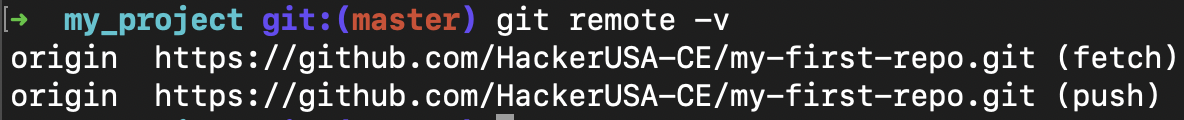 ➜  my_project git:(master) git remote -v
origin  https://github.com/HackerUSA-CE/my-first-repo.git (fetch)
origin  https://github.com/HackerUSA-CE/my-first-repo.git (push)